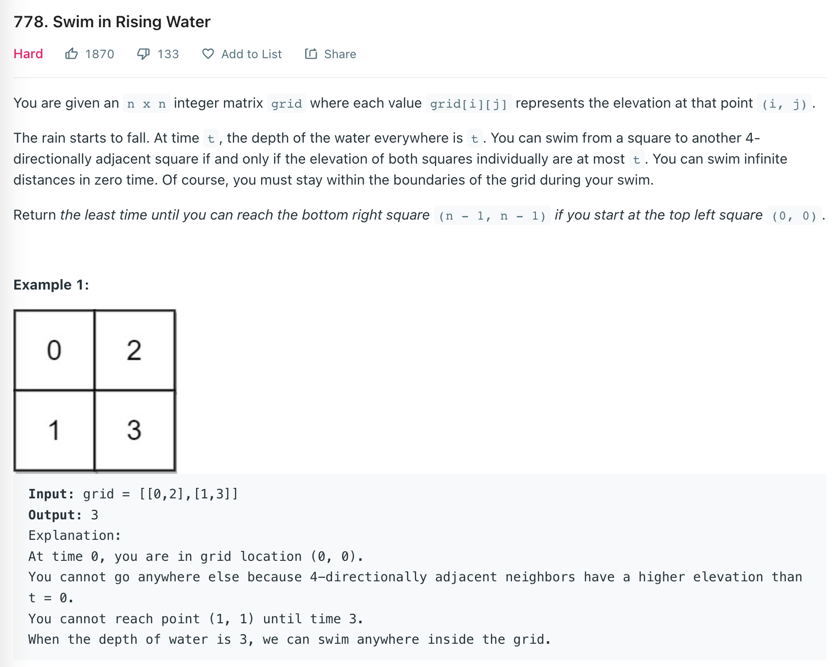 778. Swim in Rising Water
Hard 1870 133 Add to List Share
You are given an n x n integer matrix grid where each value grid[i][j] represents the elevation at that point (i, j) .
The rain starts to fall. At time t , the depth of the water everywhere is t . You can swim from a square to another 4-
directionally adjacent square if and only if the elevation of both squares individually are at most t . You can swim infinite
distances in zero time. Of course, you must stay within the boundaries of the grid during your swim.
Return the least time until you can reach the bottom right square (n - 1, n - 1) if you start at the top left square (0, 0) .
Example 1:
0 2
1 3
Input: grid = [[0,2],[1,3]]
Output: 3
Explanation:
At time 0, you are in grid location (0, 0).
You cannot go anywhere else because 4-directionally adjacent neighbors have a higher elevation than
t = 0.
You cannot reach point (1, 1) until time 3.
When the depth of water is 3, we can swim anywhere inside the grid.